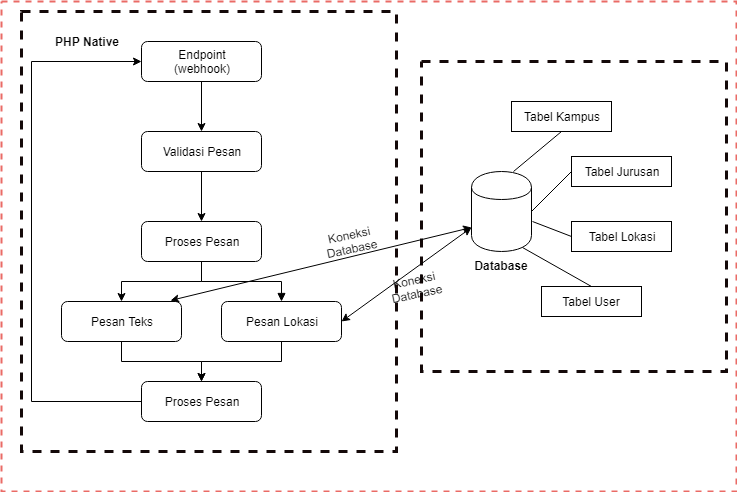 PHP Native
Endpoint
(webhook)
Validasi Pesan
Proses Pesan
Pesan Teks
Pesan Lokasi
Proses Pesan
Koneksi
Database
Koneksi
Database
Tabel Kampus
Tabel Jurusan
Tabel Lokasi
Tabel User
Database